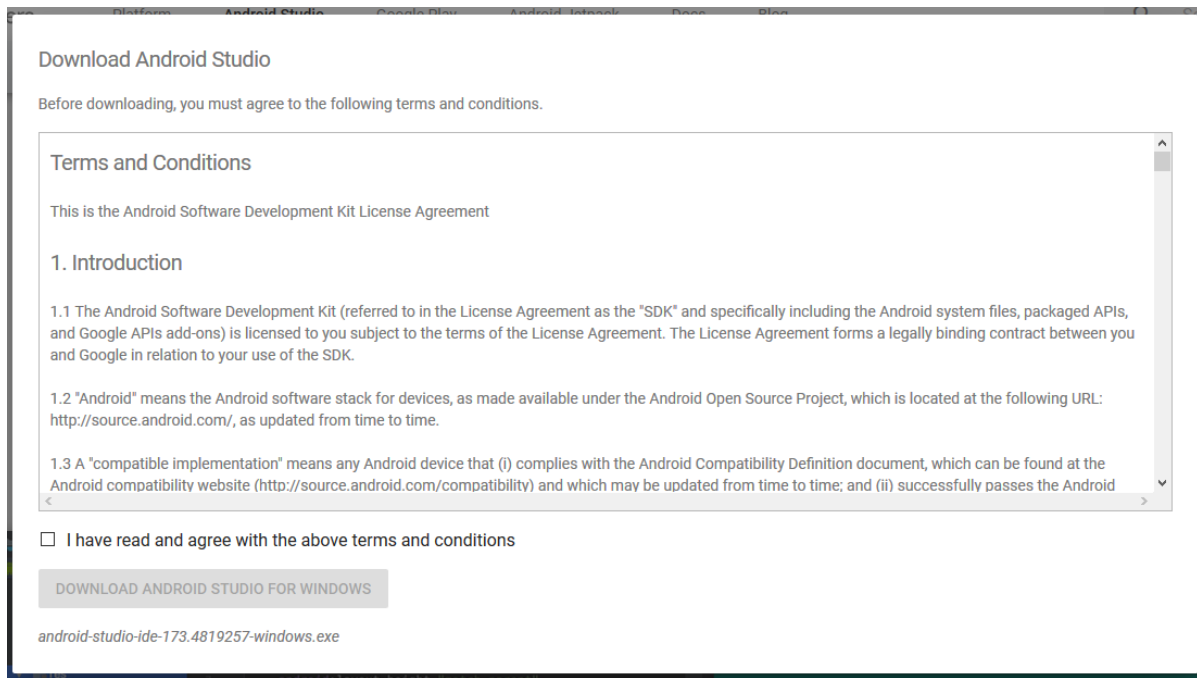 Platform Android Studio Google Play Android Jetpack Docs Blog
Download Android Studio
Before downloading, you must agree to the following terms and conditions.
Terms and Conditions
This is the Android Software Development Kit License Agreement
1. Introduction
1.1 The Android Software Development Kit (referred to in the License Agreement as the "SDK" and specifically including the Android system files, packaged APIs,
and Google APIs add-ons) is licensed to you subject to the terms of the License Agreement. The License Agreement forms a legally binding contract between you
and Google in relation to your use of the SDK.
1.2 "Android" means the Android software stack for devices, as made available under the Android Open Source Project, which is located at the following URL:
http://source.android.com/, as updated from time to time.
1.3 A "compatible implementation" means any Android device that (i) complies with the Android Compatibility Definition document, which can be found at the
Android compatibility website (http://source.android.com/compatibility) and which may be updated from time to time; and (ii) successfully passes the Android
I have read and agree with the above terms and conditions
DOWNLOAD ANDROID STUDIO FOR WINDOWS
android-studio-ide-173.4819257-windows.exe